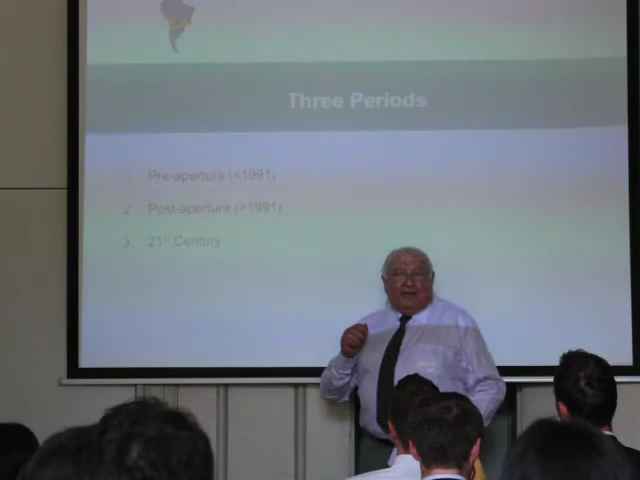 Three Periods
1. Pre-apertura (<1991)
2. Post-apertura (>1991)
3. 21st Century